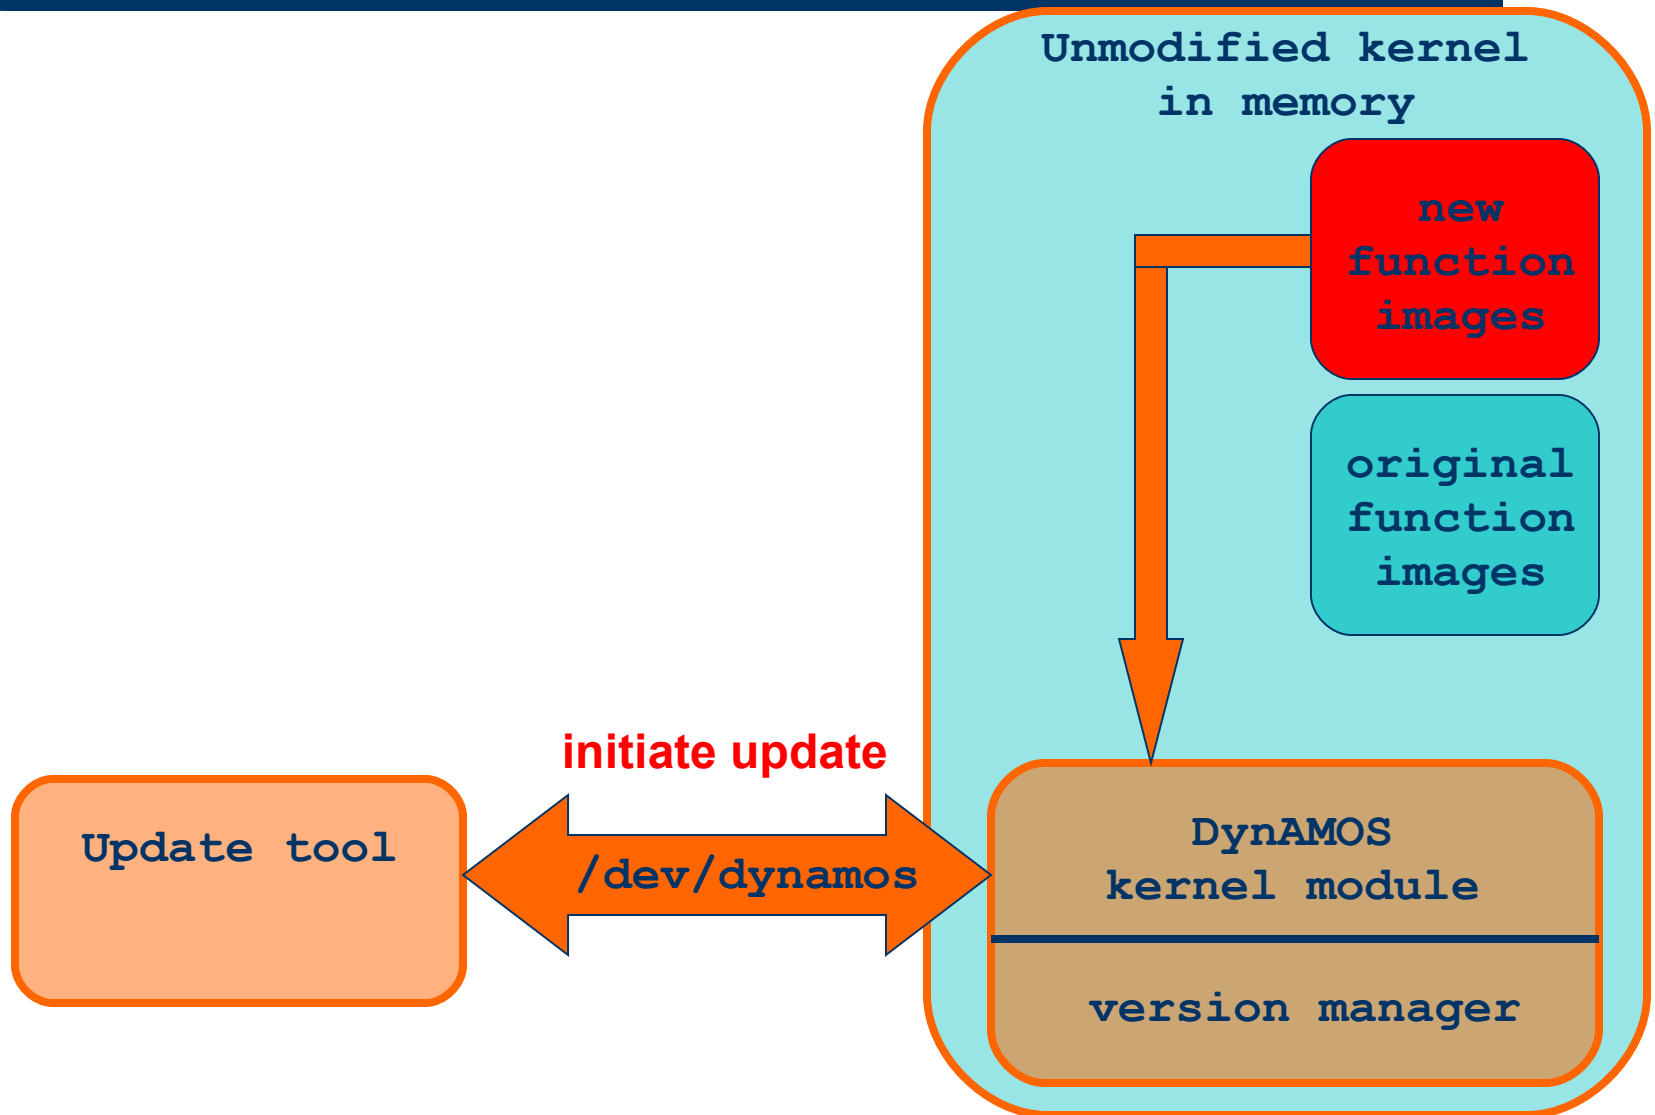 Unmodified kernel
in memory
new
function
images
original
function
images
initiate update
Update tool
/dev/dynamos
DynAMOS
kernel module
version manager